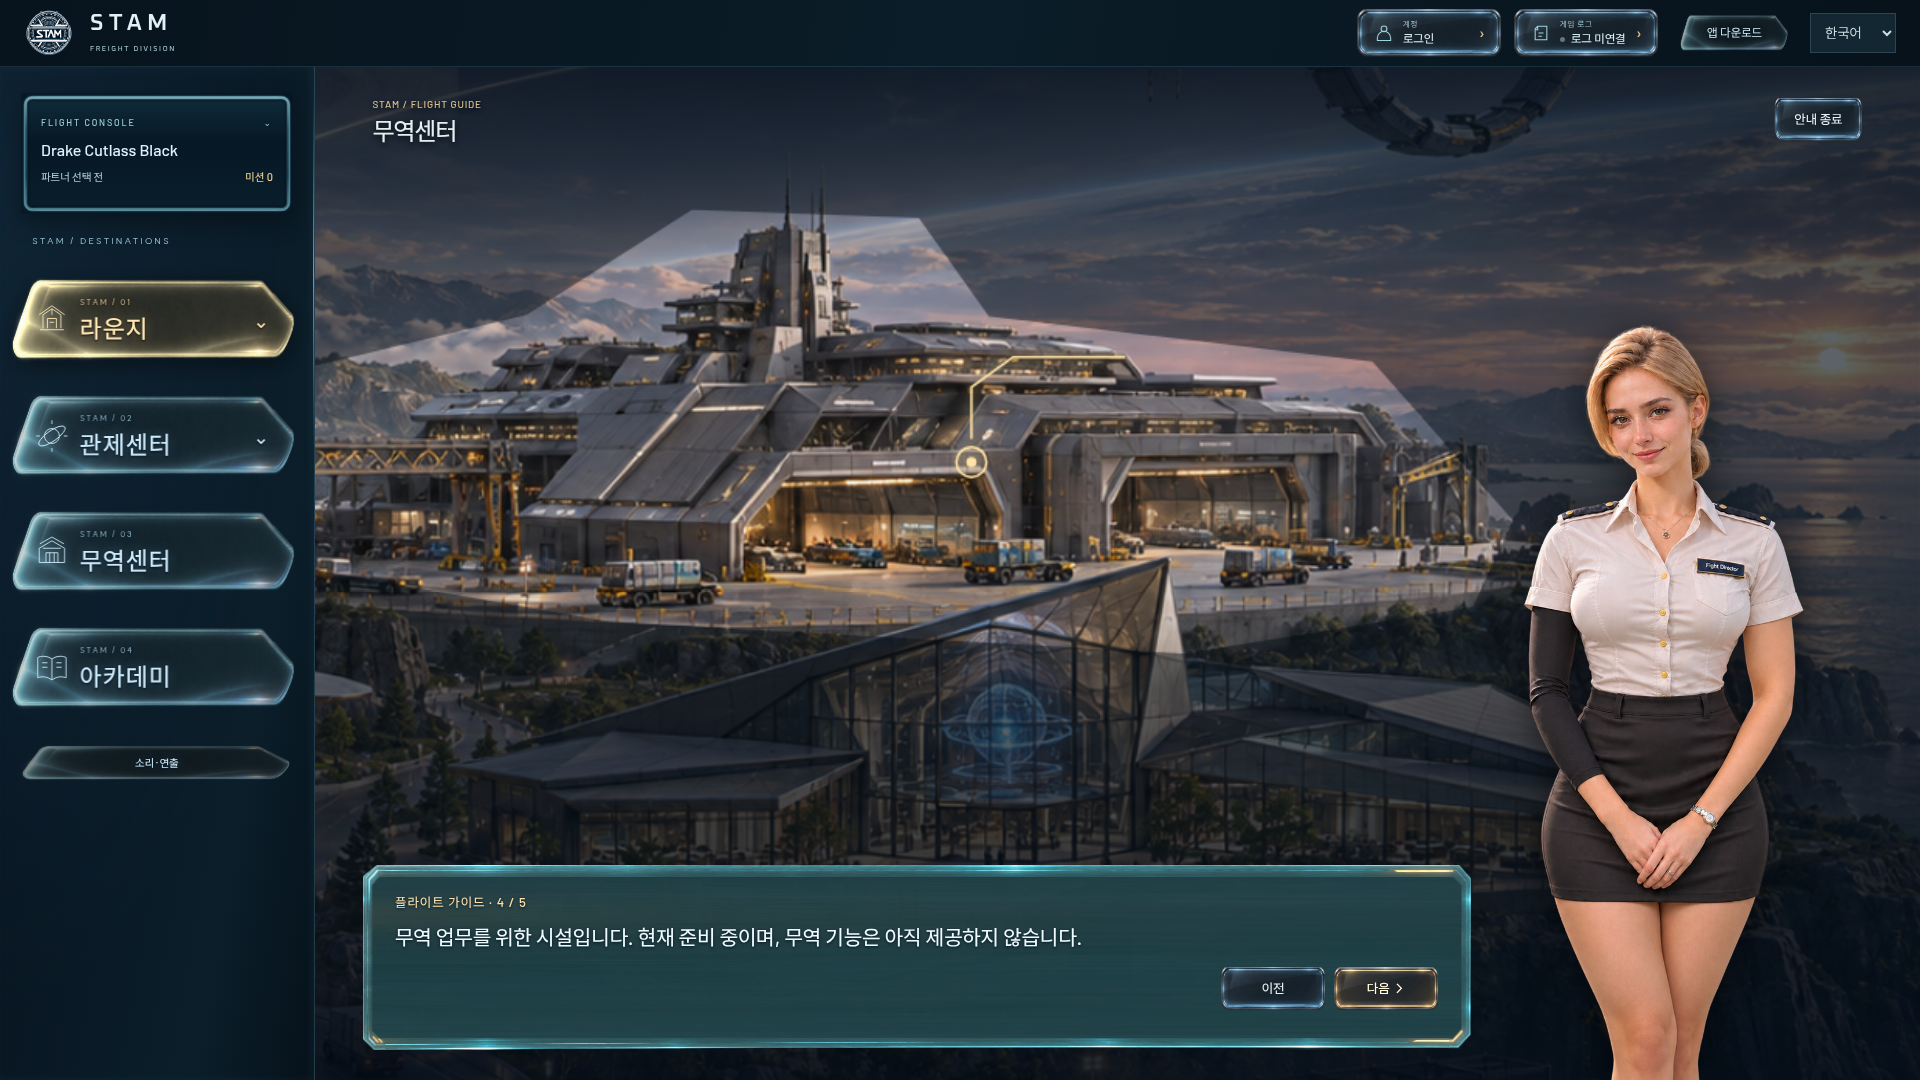 STAM
STAM
FREIGHT DIVISION
계정
로그인
게임 로그
로그 미연결
앱 다운로드
한국어
FLIGHT CONSOLE
Drake Cutlass Black
파트너 선택 전
미션 0
STAM / DESTINATIONS
STAM / 01
라운지
STAM / 02
관제센터
STAM / 03
무역센터
STAM / 04
아카데미
소리·연출
STAM / FLIGHT GUIDE
무역센터
안내 종료
Fight Director
플라이트 가이드 · 4 / 5
무역 업무를 위한 시설입니다. 현재 준비 중이며, 무역 기능은 아직 제공하지 않습니다.
이전
다음